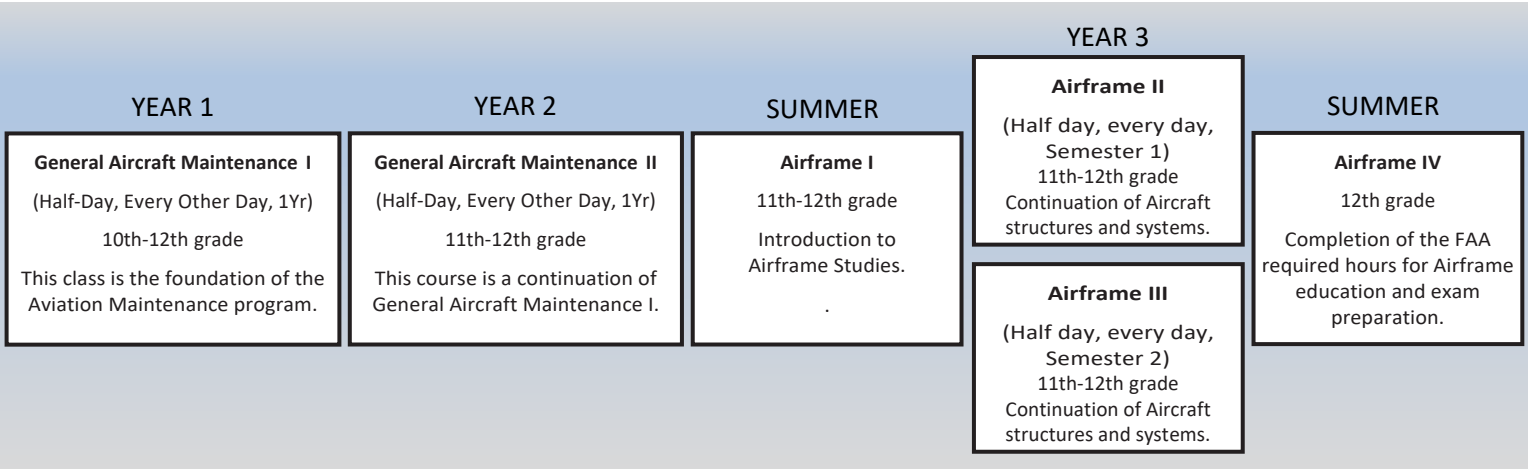 YEAR 1
General Aircraft Maintenance I
(Half-Day, Every Other Day, 1Yr)
10th-12th grade
This class is the foundation of the
Aviation Maintenance program.
YEAR 2
General Aircraft Maintenance II
(Half-Day, Every Other Day, 1Yr)
11th-12th grade
This course is a continuation of
General Aircraft Maintenance I.
SUMMER
Airframe I
11th-12th grade
Introduction to
Airframe Studies.
.
YEAR 3
Airframe II
(Half day, every day,
Semester 1)
11th-12th grade
Continuation of Aircraft
structures and systems.
Airframe III
(Half day, every day,
Semester 2)
11th-12th grade
Continuation of Aircraft
structures and systems.
SUMMER
Airframe IV
12th grade
Completion of the FAA
required hours for Airframe
education and exam
preparation.